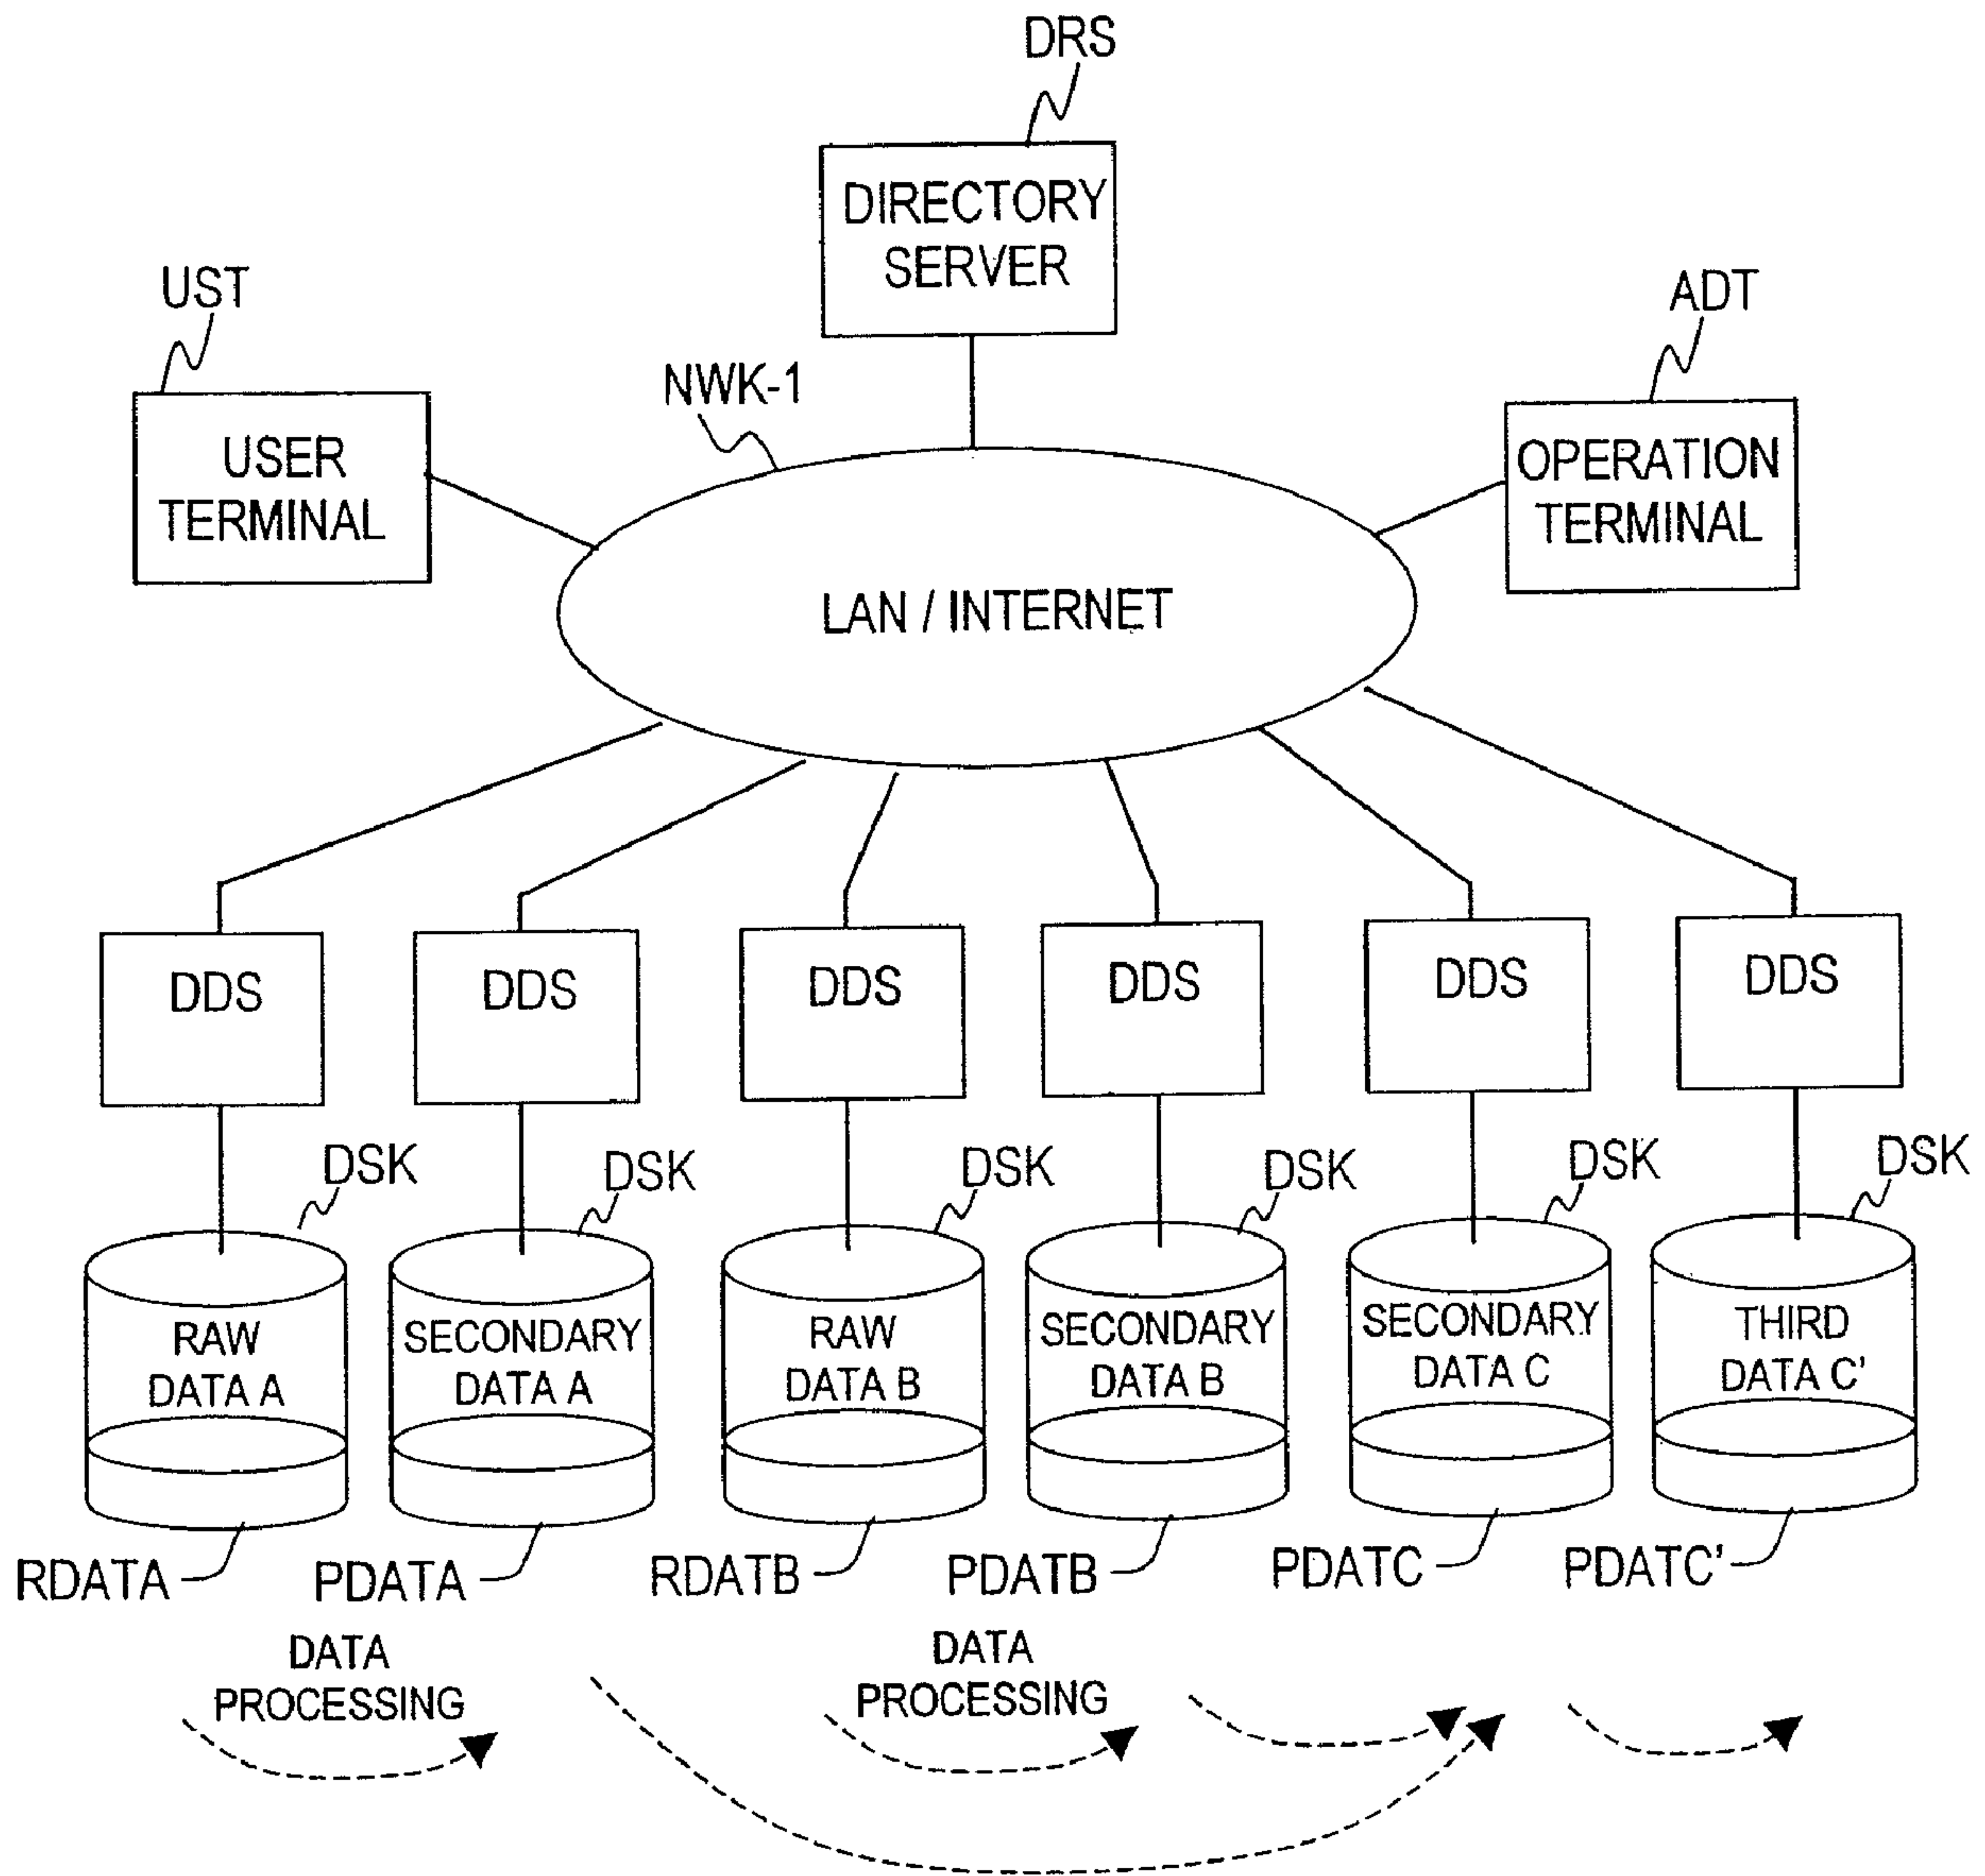 DRS
DIRECTORY
SERVER
UST
ADT
NWK-1
USER
TERMINAL
OPERATION
TERMINAL
LAN / INTERNET
DDS
DDS
DDS
DDS
DDS
DDS
DSK
DSK
DSK
DSK
DSK
DSK
RAW
DATA A
SECONDARY
DATA A
RAW
DATA B
SECONDARY
DATA B
SECONDARY
DATA C
THIRD
DATA C'
RDATA
PDATA
RDATB
PDATB
PDATC
PDATC'
DATA
PROCESSING
DATA
PROCESSING